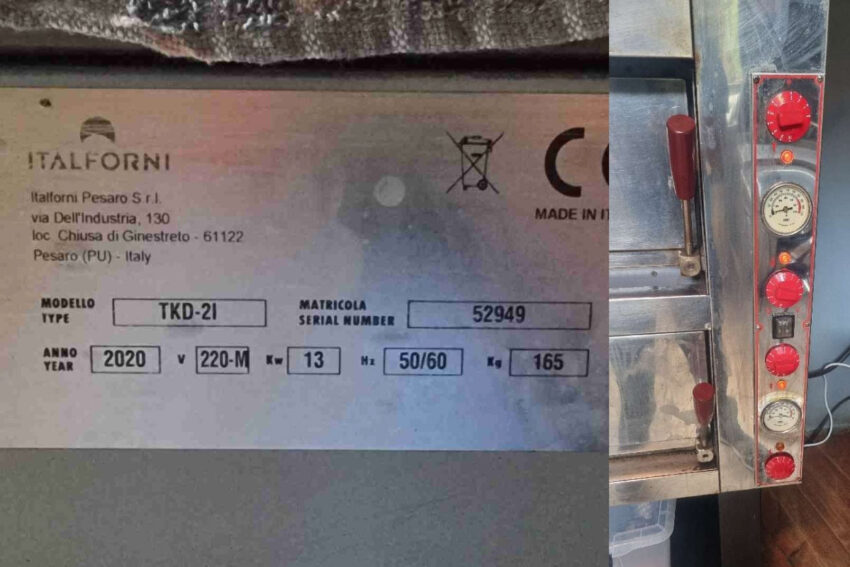 ITALFORNI
Italforni Pesaro S.r.l.
via Dell'Industria, 130
loc. Chiusa di Ginestreto - 61122
Pesaro (PU) - Italy
CE
MADE IN IT
MODELLO
TYPE
TKD-2I
MATRICOLA
SERIAL NUMBER
52949
ANNO
YEAR
2020
V
220-M
Kw
13
Hz
50/60
Kg
165